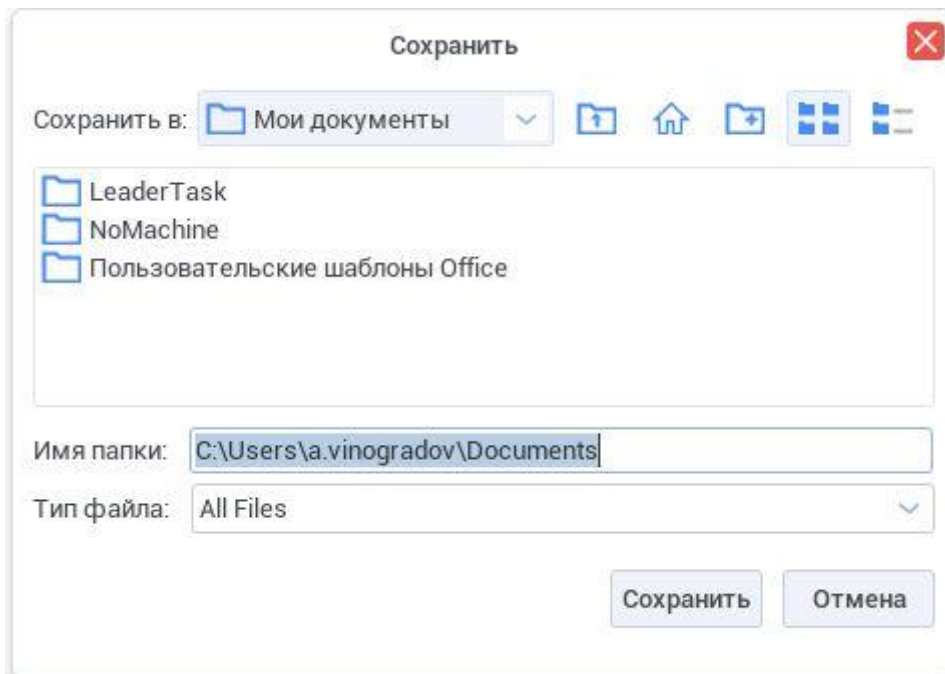 Сохранить
Сохранить в: Мои документы
LeaderTask
NoMachine
Пользовательские шаблоны Office
Имя папки: C:\Users\a.vinogradov\Documents
Тип файла: All Files
Сохранить Отмена